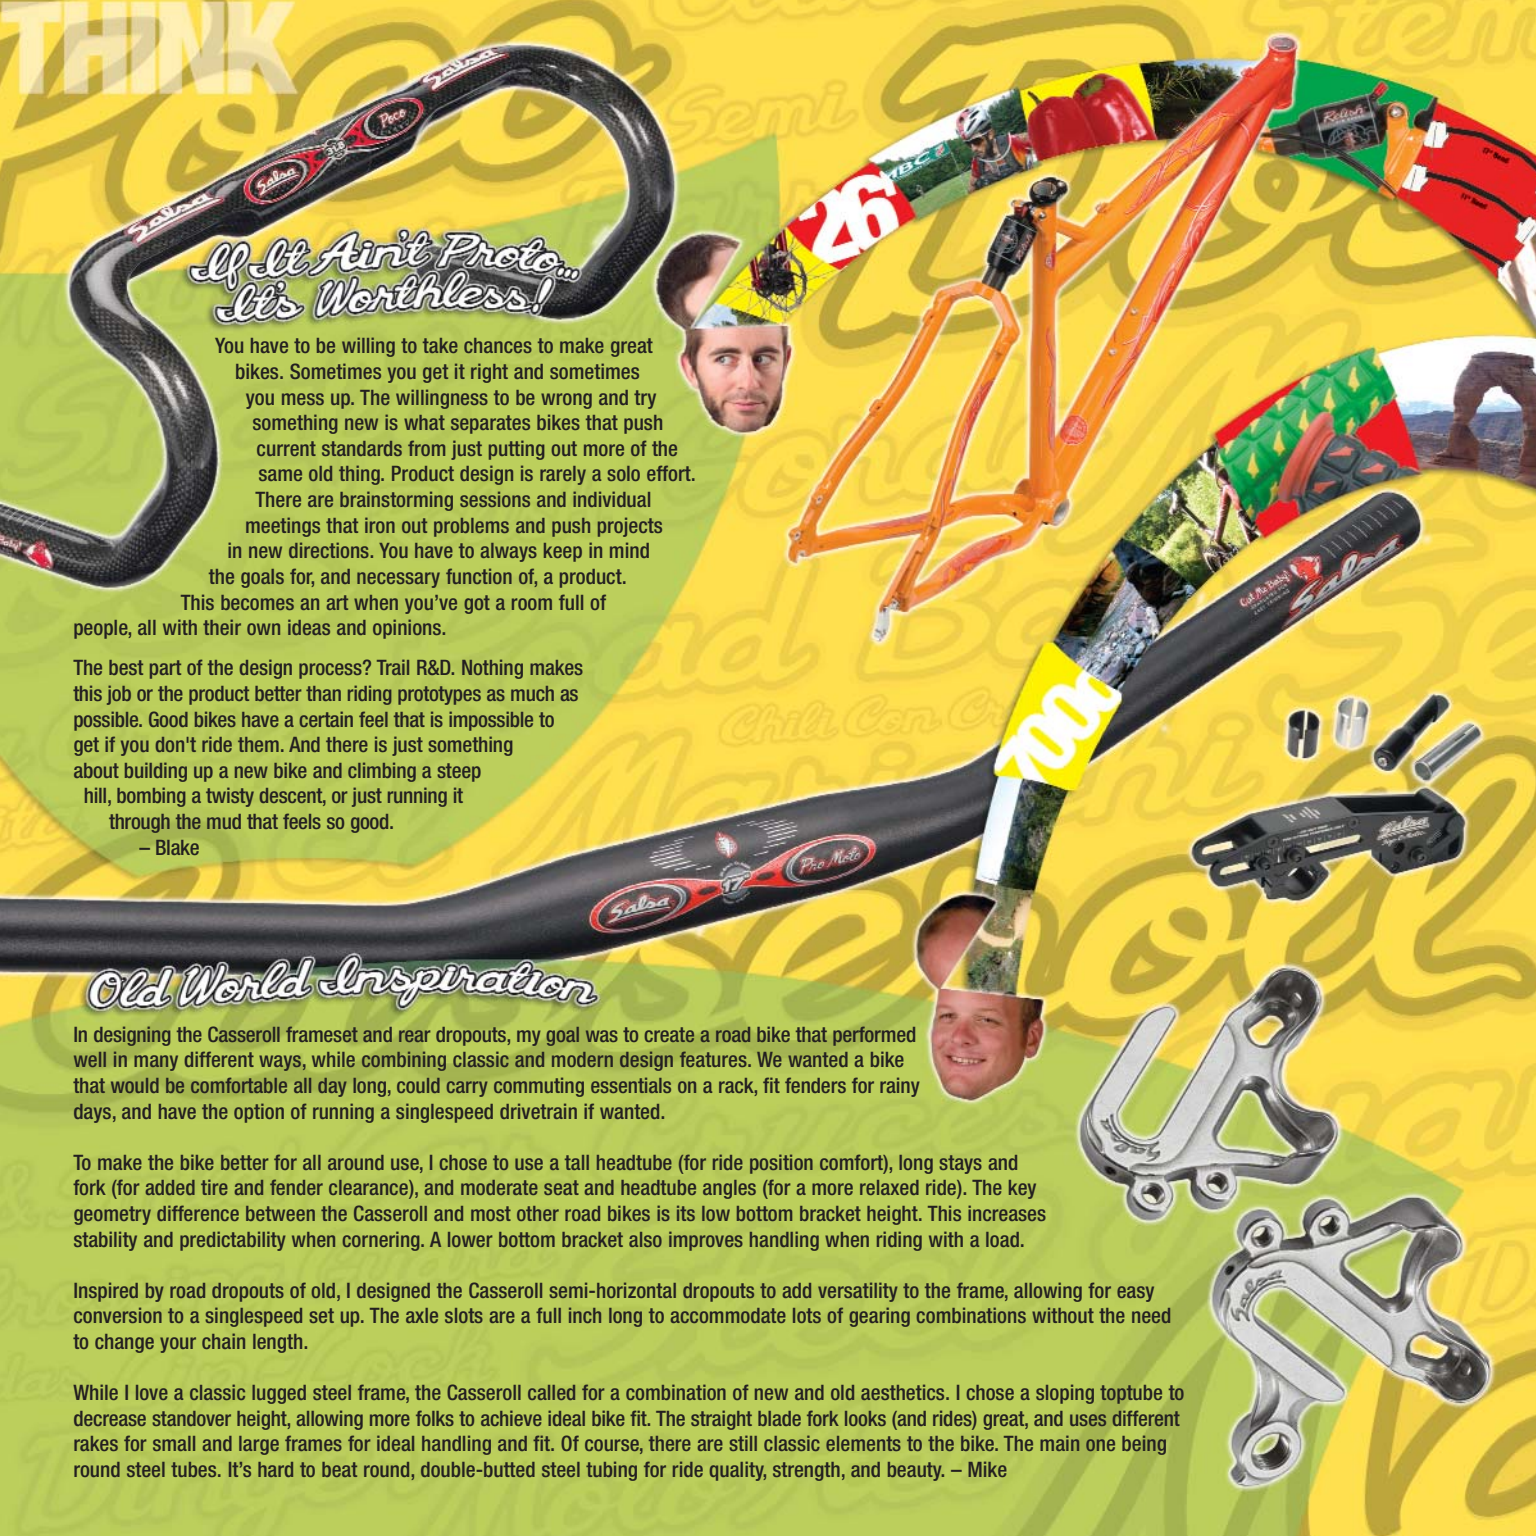 THINK
Salsa
Poco
31.8
Salsa
Salsa
If It Ain't Proto...
It's Worthless!
You have to be willing to take chances to make great
bikes. Sometimes you get it right and sometimes
you mess up. The willingness to be wrong and try
something new is what separates bikes that push
current standards from just putting out more of the
same old thing. Product design is rarely a solo effort.
There are brainstorming sessions and individual
meetings that iron out problems and push projects
in new directions. You have to always keep in mind
the goals for, and necessary function of, a product.
This becomes an art when you’ve got a room full of
people, all with their own ideas and opinions.
The best part of the design process? Trail R&D. Nothing makes
this job or the product better than riding prototypes as much as
possible. Good bikes have a certain feel that is impossible to
get if you don't ride them. And there is just something
about building up a new bike and climbing a steep
hill, bombing a twisty descent, or just running it
through the mud that feels so good.
– Blake
26
Relish
17" Bend
11" Bend
700c
Cut Me Baby!
Salsa
Salsa
17°
Pro Moto
Salsa
Old World Inspiration
In designing the Casseroll frameset and rear dropouts, my goal was to create a road bike that performed
well in many different ways, while combining classic and modern design features. We wanted a bike
that would be comfortable all day long, could carry commuting essentials on a rack, fit fenders for rainy
days, and have the option of running a singlespeed drivetrain if wanted.
To make the bike better for all around use, I chose to use a tall headtube (for ride position comfort), long stays and
fork (for added tire and fender clearance), and moderate seat and headtube angles (for a more relaxed ride). The key
geometry difference between the Casseroll and most other road bikes is its low bottom bracket height. This increases
stability and predictability when cornering. A lower bottom bracket also improves handling when riding with a load.
Inspired by road dropouts of old, I designed the Casseroll semi-horizontal dropouts to add versatility to the frame, allowing for easy
conversion to a singlespeed set up. The axle slots are a full inch long to accommodate lots of gearing combinations without the need
to change your chain length.
While I love a classic lugged steel frame, the Casseroll called for a combination of new and old aesthetics. I chose a sloping toptube to
decrease standover height, allowing more folks to achieve ideal bike fit. The straight blade fork looks (and rides) great, and uses different
rakes for small and large frames for ideal handling and fit. Of course, there are still classic elements to the bike. The main one being
round steel tubes. It’s hard to beat round, double-butted steel tubing for ride quality, strength, and beauty. – Mike
Salsa
Salsa